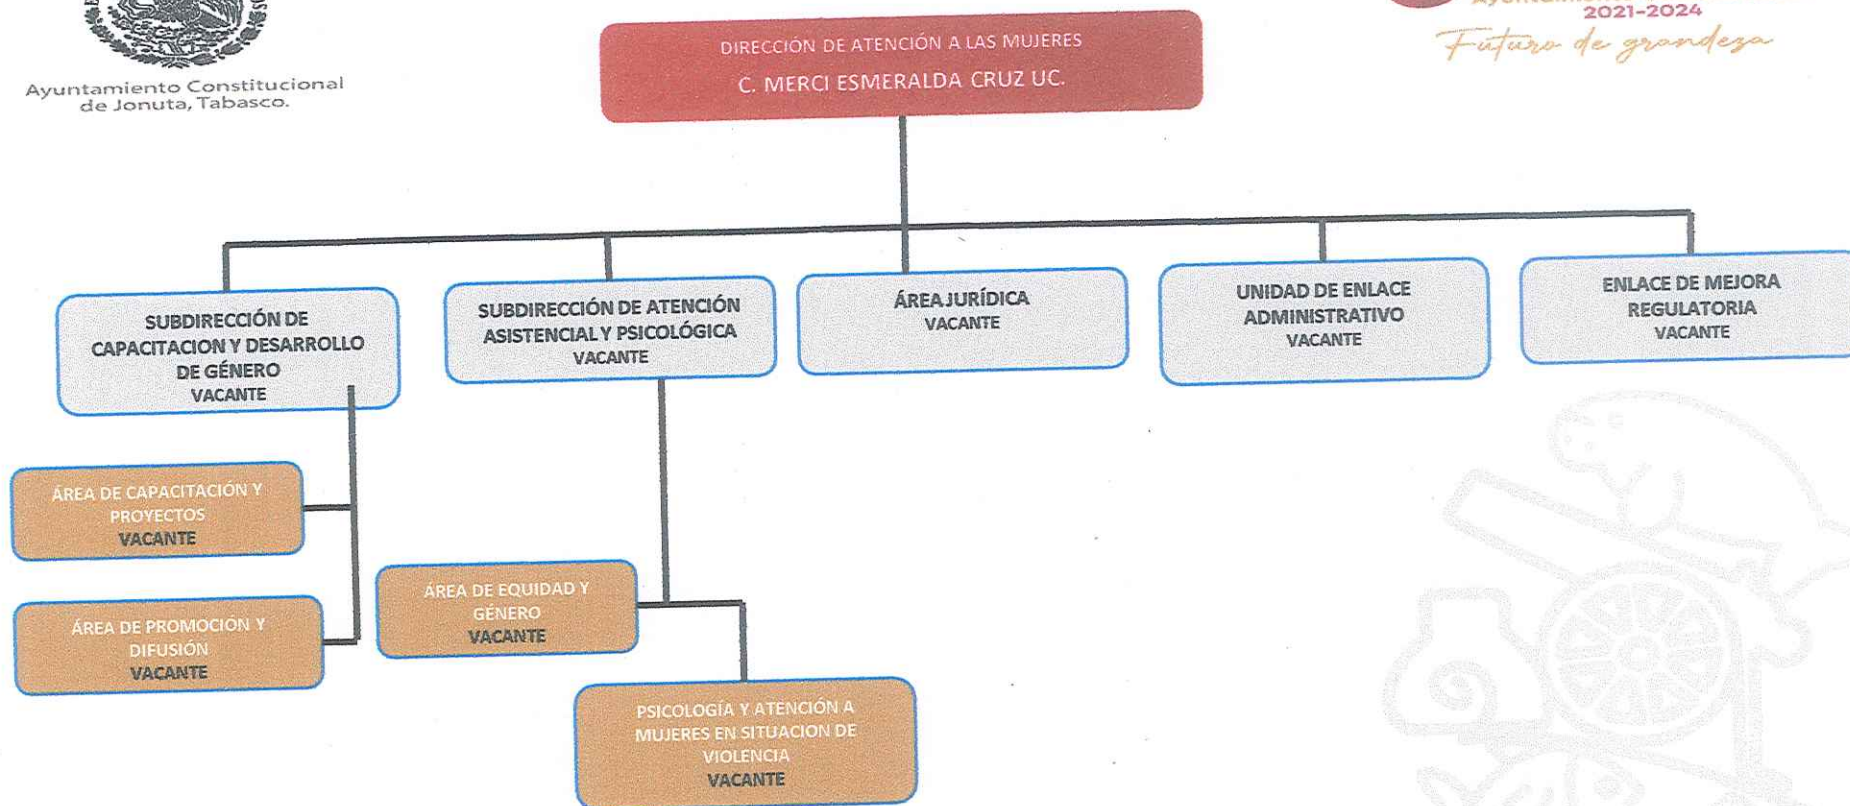 Ayuntamiento Constitucional
de Jonuta, Tabasco.
2021-2024
Futuro de grandeza
DIRECCIÓN DE ATENCIÓN A LAS MUJERES
C. MERCI ESMERALDA CRUZ UC.
SUBDIRECCIÓN DE
CAPACITACION Y DESARROLLO
DE GÉNERO
VACANTE
SUBDIRECCIÓN DE ATENCIÓN
ASISTENCIAL Y PSICOLÓGICA
VACANTE
ÁREA JURÍDICA
VACANTE
UNIDAD DE ENLACE
ADMINISTRATIVO
VACANTE
ENLACE DE MEJORA
REGULATORIA
VACANTE
ÁREA DE CAPACITACIÓN Y
PROYECTOS
VACANTE
ÁREA DE PROMOCIÓN Y
DIFUSIÓN
VACANTE
ÁREA DE EQUIDAD Y
GÉNERO
VACANTE
PSICOLOGÍA Y ATENCIÓN A
MUJERES EN SITUACION DE
VIOLENCIA
VACANTE